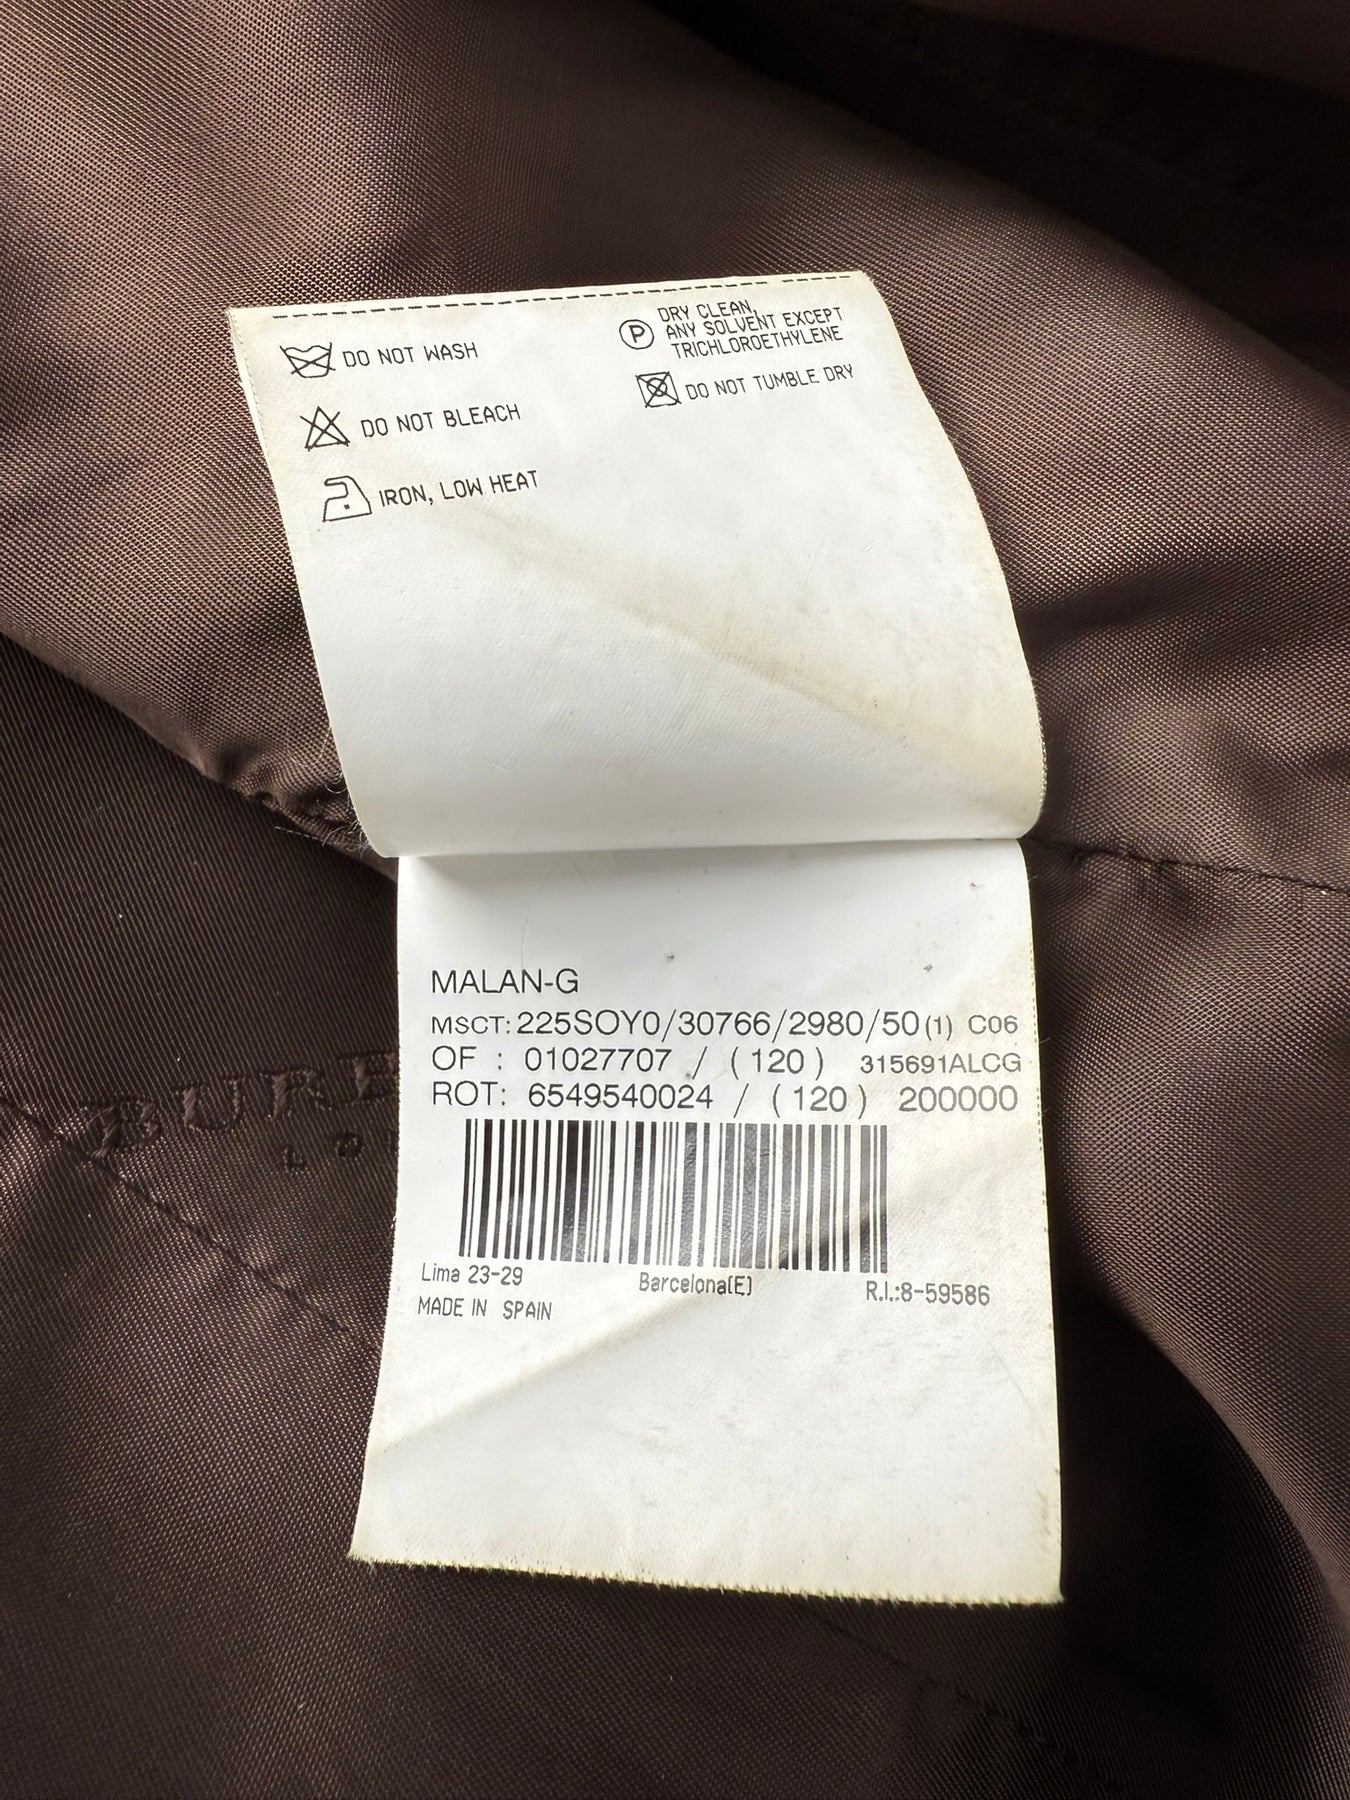 DO NOT WASH
DO NOT BLEACH
IRON, LOW HEAT
P
DRY CLEAN,
ANY SOLVENT EXCEPT
TRICHLOROETHYLENE
DO NOT TUMBLE DRY
MALAN-G
MSCT: 225SOY0/30766/2980/50(1) C06
OF : 01027707 / (120) 315691ALCG
ROT: 6549540024 / (120) 200000
Lima 23-29 Barcelona(E) R.I.:8-59586
MADE IN SPAIN